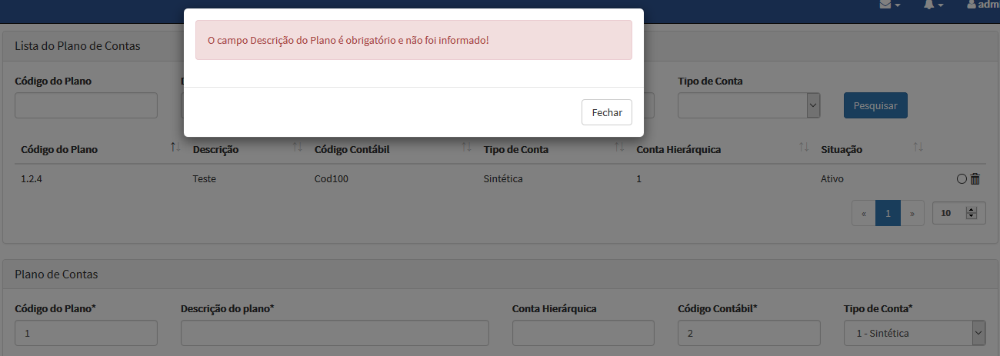 adm
O campo Descrição do Plano é obrigatório e não foi informado!
Fechar
Lista do Plano de Contas
Código do Plano Tipo de Conta
Pesquisar
Código do Plano Descrição Código Contábil Tipo de Conta Conta Hierárquica Situação
1.2.4 Teste Cod100 Sintética 1 Ativo
« 1 » 10
Plano de Contas
Código do Plano* Descrição do plano* Conta Hierárquica Código Contábil* Tipo de Conta*
1 2 1 - Sintética